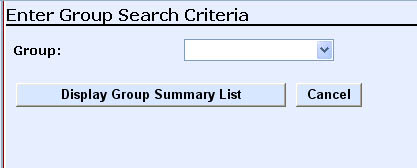 Enter Group Search Criteria
Group:
Display Group Summary List Cancel